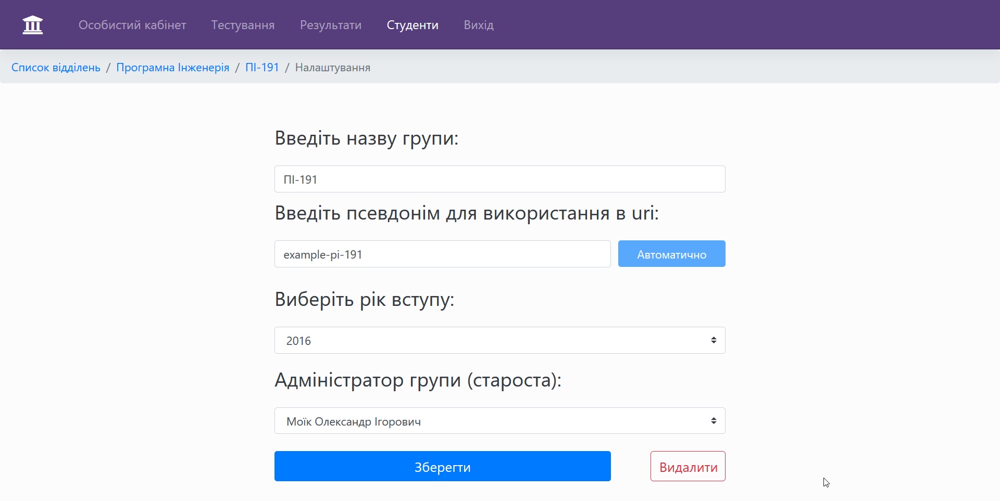 Особистий кабінет Тестування Результати Студенти Вихід
Список відділень / Програмна Інженерія / ПІ-191 / Налаштування
Введіть назву групи:
ПІ-191
Введіть псевдонім для використання в uri:
example-pi-191 Автоматично
Виберіть рік вступу:
2016
Адміністратор групи (староста):
Моїк Олександр Ігорович
Зберегти Видалити